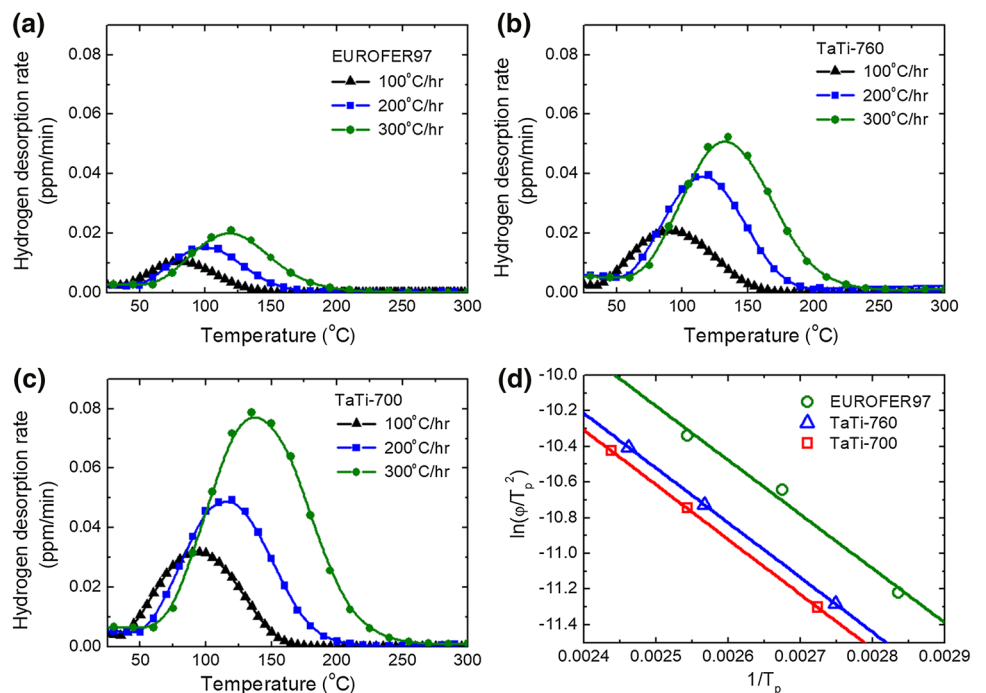 (a)
EUROFER97
100°C/hr
200°C/hr
300°C/hr
Hydrogen desorption rate
(ppm/min)
0.08
0.06
0.04
0.02
0.00
50 100 150 200 250 300
Temperature (°C)
(b)
TaTi-760
100°C/hr
200°C/hr
300°C/hr
Hydrogen desorption rate
(ppm/min)
0.08
0.06
0.04
0.02
0.00
50 100 150 200 250 300
Temperature (°C)
(c)
TaTi-700
100°C/hr
200°C/hr
300°C/hr
Hydrogen desorption rate
(ppm/min)
0.08
0.06
0.04
0.02
0.00
50 100 150 200 250 300
Temperature (°C)
(d)
EUROFER97
TaTi-760
TaTi-700
ln(φ/Tp²)
-10.0
-10.2
-10.4
-10.6
-10.8
-11.0
-11.2
-11.4
0.0024 0.0025 0.0026 0.0027 0.0028 0.0029
1/Tp